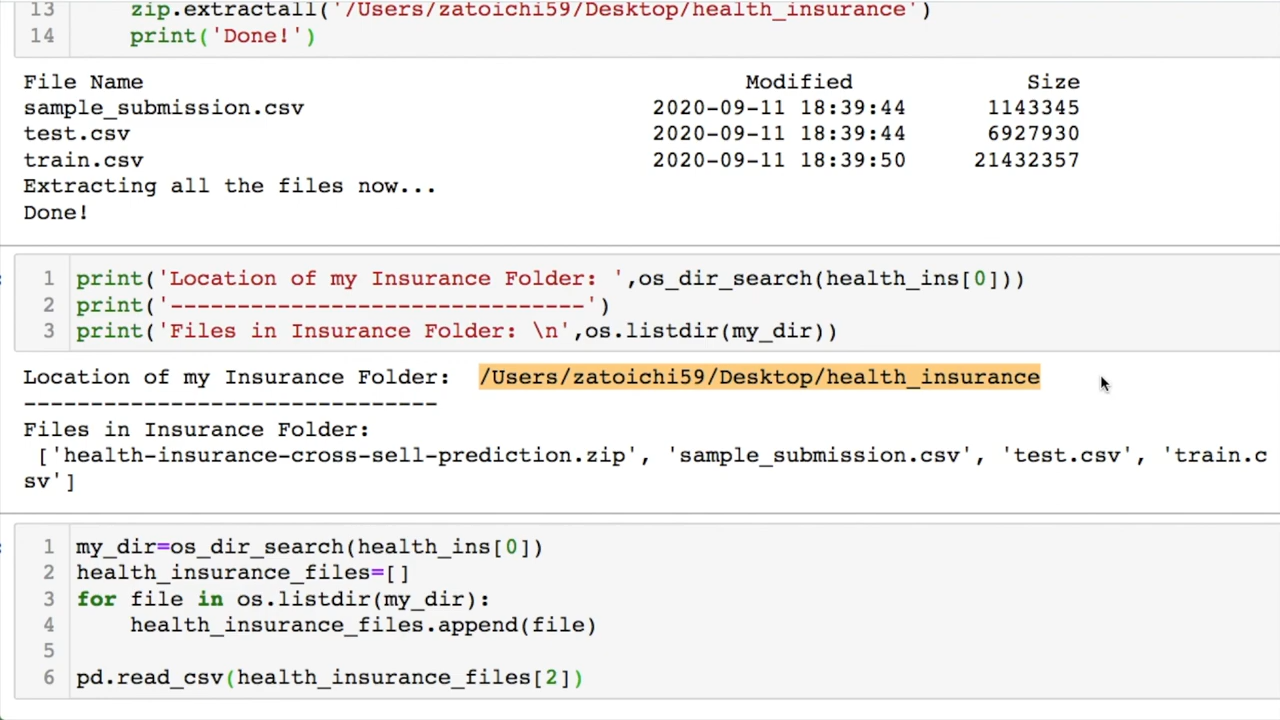 13 zip.extractall('/Users/zatoichi59/Desktop/health_insurance')
14 print('Done!')
File Name Modified Size
sample_submission.csv 2020-09-11 18:39:44 1143345
test.csv 2020-09-11 18:39:44 6927930
train.csv 2020-09-11 18:39:50 21432357
Extracting all the files now...
Done!
1 print('Location of my Insurance Folder: ',os_dir_search(health_ins[0]))
2 print('-------------------------------')
3 print('Files in Insurance Folder: \n',os.listdir(my_dir))
Location of my Insurance Folder:  /Users/zatoichi59/Desktop/health_insurance
-------------------------------
Files in Insurance Folder:
['health-insurance-cross-sell-prediction.zip', 'sample_submission.csv', 'test.csv', 'train.c
sv']
1 my_dir=os_dir_search(health_ins[0])
2 health_insurance_files=[]
3 for file in os.listdir(my_dir):
4 health_insurance_files.append(file)
5
6 pd.read_csv(health_insurance_files[2])